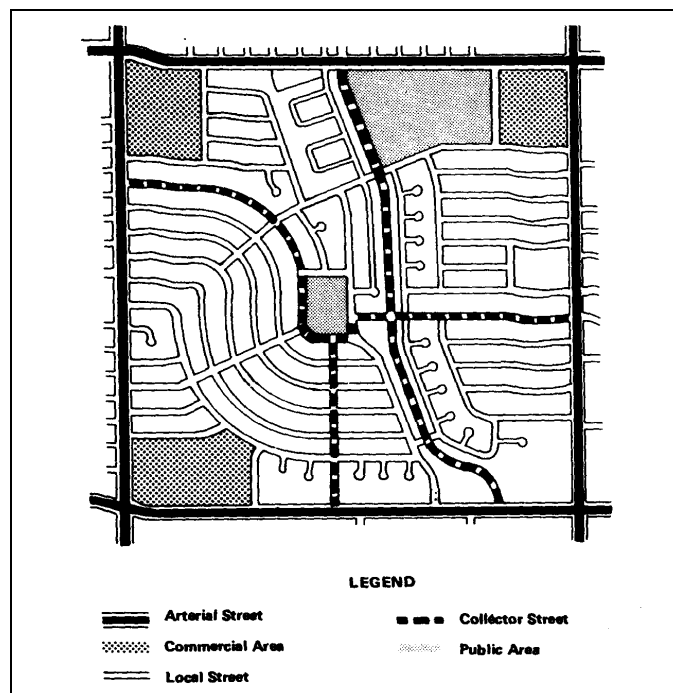 LEGEND
Arterial Street
Collector Street
Commercial Area
Public Area
Local Street